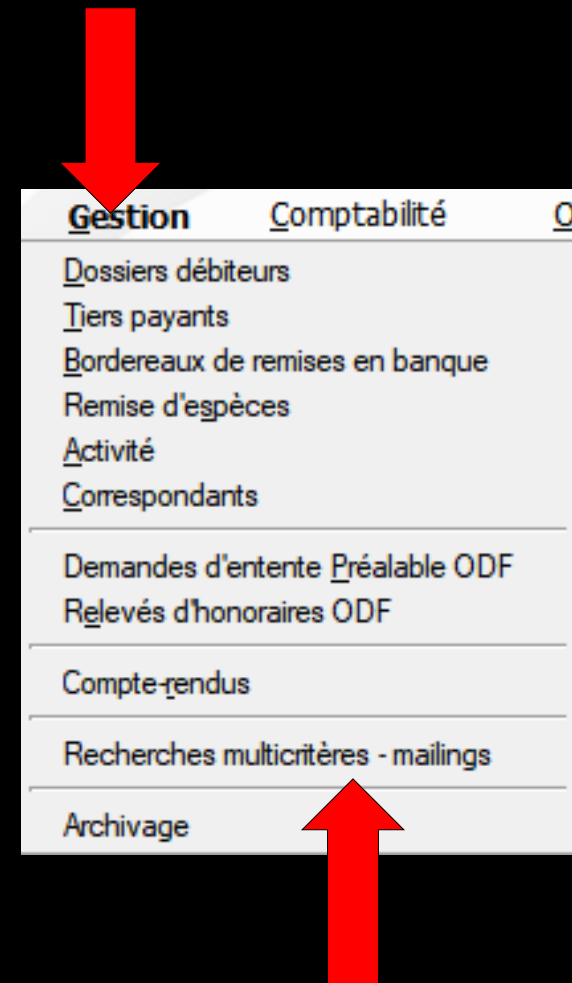 Gestion Comptabilité O
Dossiers débiteurs
Tiers payants
Bordereaux de remises en banque
Remise d'espèces
Activité
Correspondants
Demandes d'entente Préalable ODF
Relevés d'honoraires ODF
Compte-rendus
Recherches multicritères - mailings
Archivage